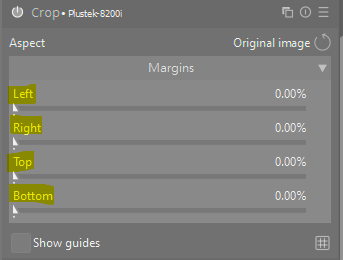 Crop • Plustek-8200i
Aspect Original image
Margins
Left 0.00%
Right 0.00%
Top 0.00%
Bottom 0.00%
Show guides